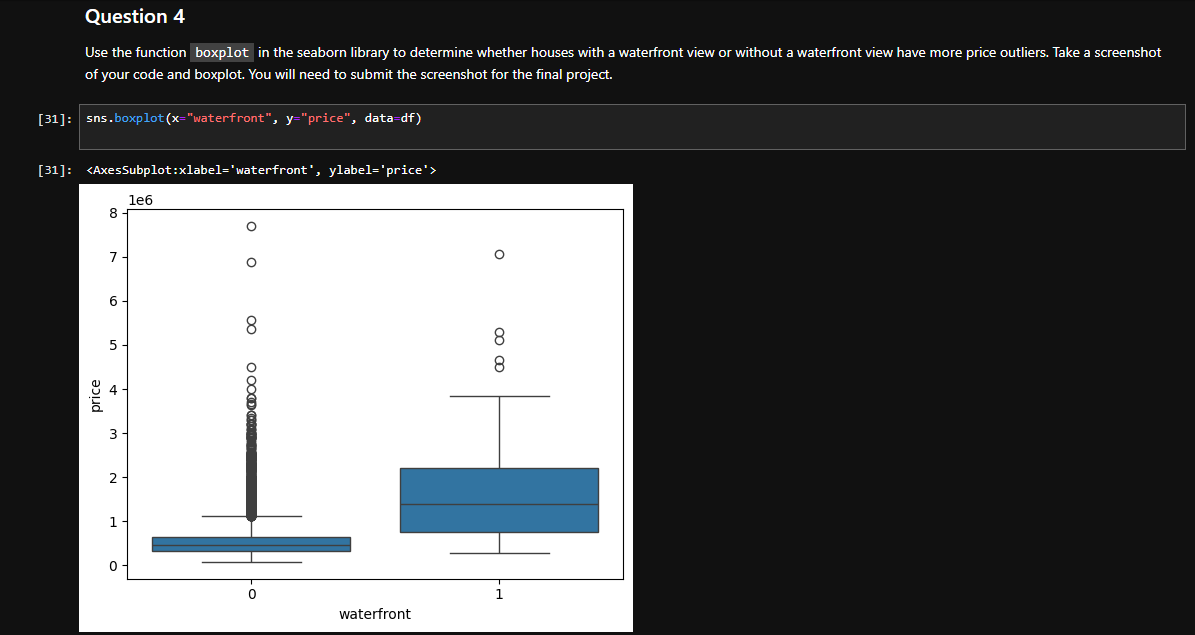 Question 4
Use the function boxplot in the seaborn library to determine whether houses with a waterfront view or without a waterfront view have more price outliers. Take a screenshot
of your code and boxplot. You will need to submit the screenshot for the final project.
[31]: sns.boxplot(x="waterfront", y="price", data=df)
[31]: <AxesSubplot:xlabel='waterfront', ylabel='price'>
1e6
8
7
6
5
4
3
2
1
0
price
0 1
waterfront